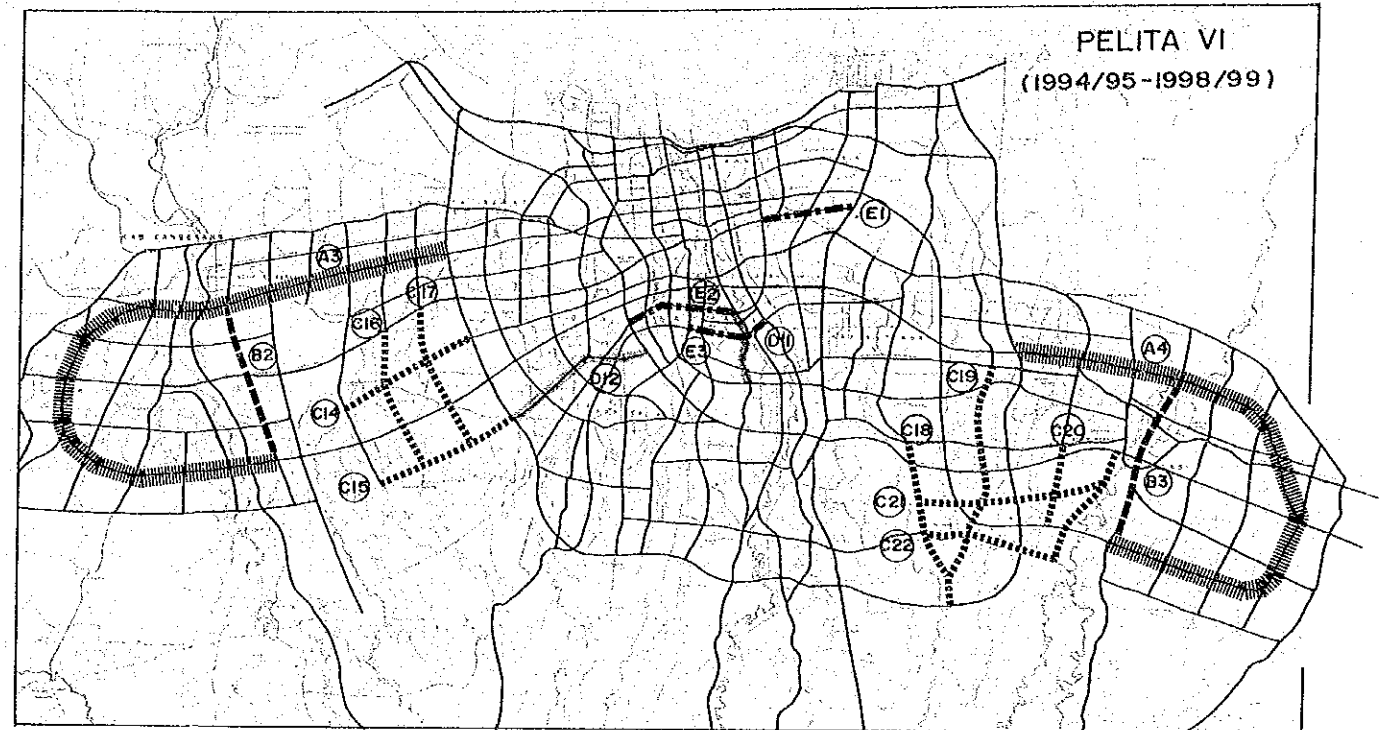 PELITA VI
(1994/95-1998/99)
E1
A3
C17
E2
C16
B2
E3
D11
A4
D12
C19
C14
C18
C20
C15
B3
C21
C22